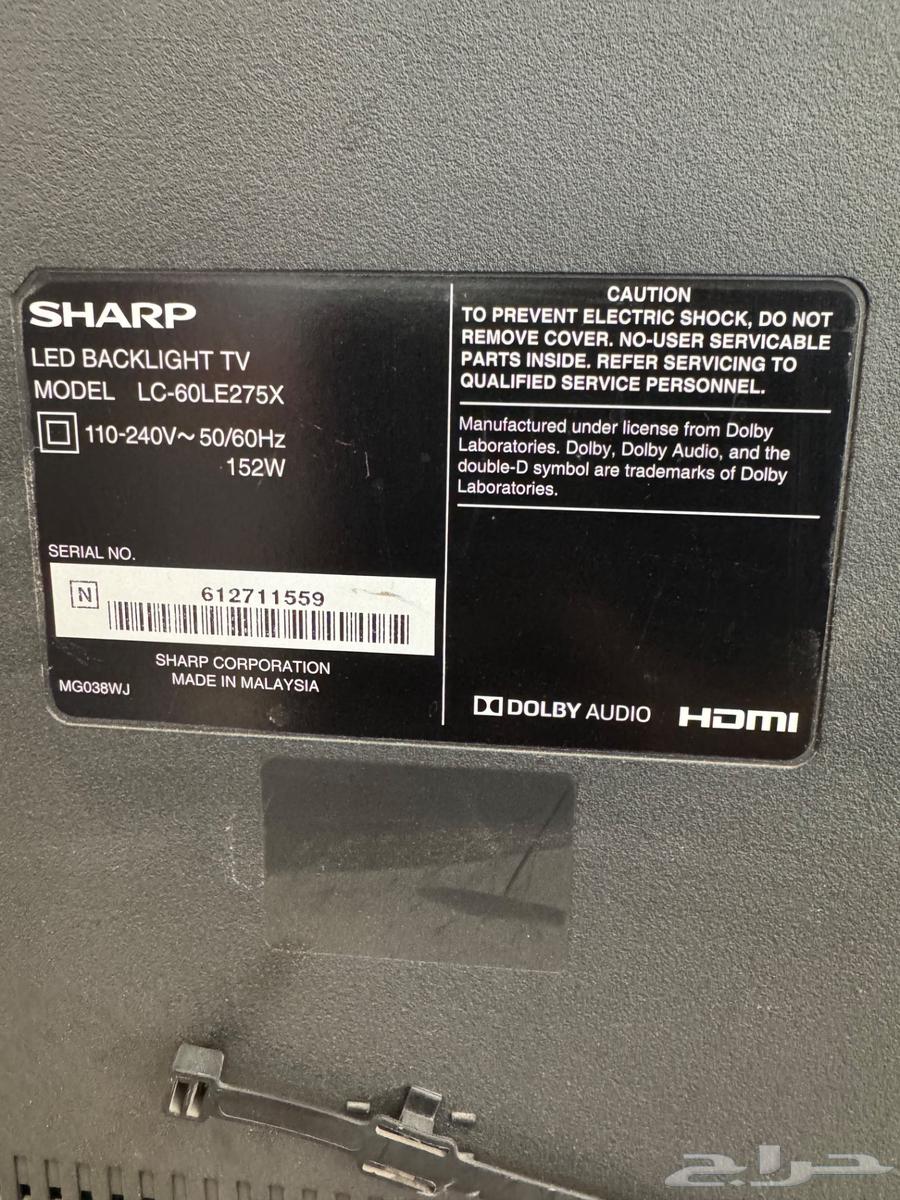 SHARP
LED BACKLIGHT TV
MODEL LC-60LE275X
110-240V~ 50/60Hz
152W
SERIAL NO.
N 612711559
SHARP CORPORATION
MADE IN MALAYSIA
MG038WJ
CAUTION
TO PREVENT ELECTRIC SHOCK, DO NOT
REMOVE COVER. NO-USER SERVICABLE
PARTS INSIDE. REFER SERVICING TO
QUALIFIED SERVICE PERSONNEL.
Manufactured under license from Dolby
Laboratories. Dolby, Dolby Audio, and the
double-D symbol are trademarks of Dolby
Laboratories.
DOLBY AUDIO HDMI
حراج